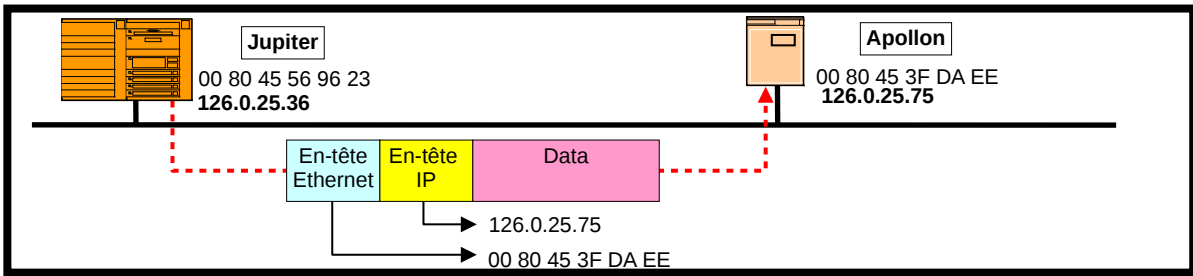 Jupiter
00 80 45 56 96 23
126.0.25.36
Apollon
00 80 45 3F DA EE
126.0.25.75
En-tête
Ethernet
En-tête
IP
Data
126.0.25.75
00 80 45 3F DA EE